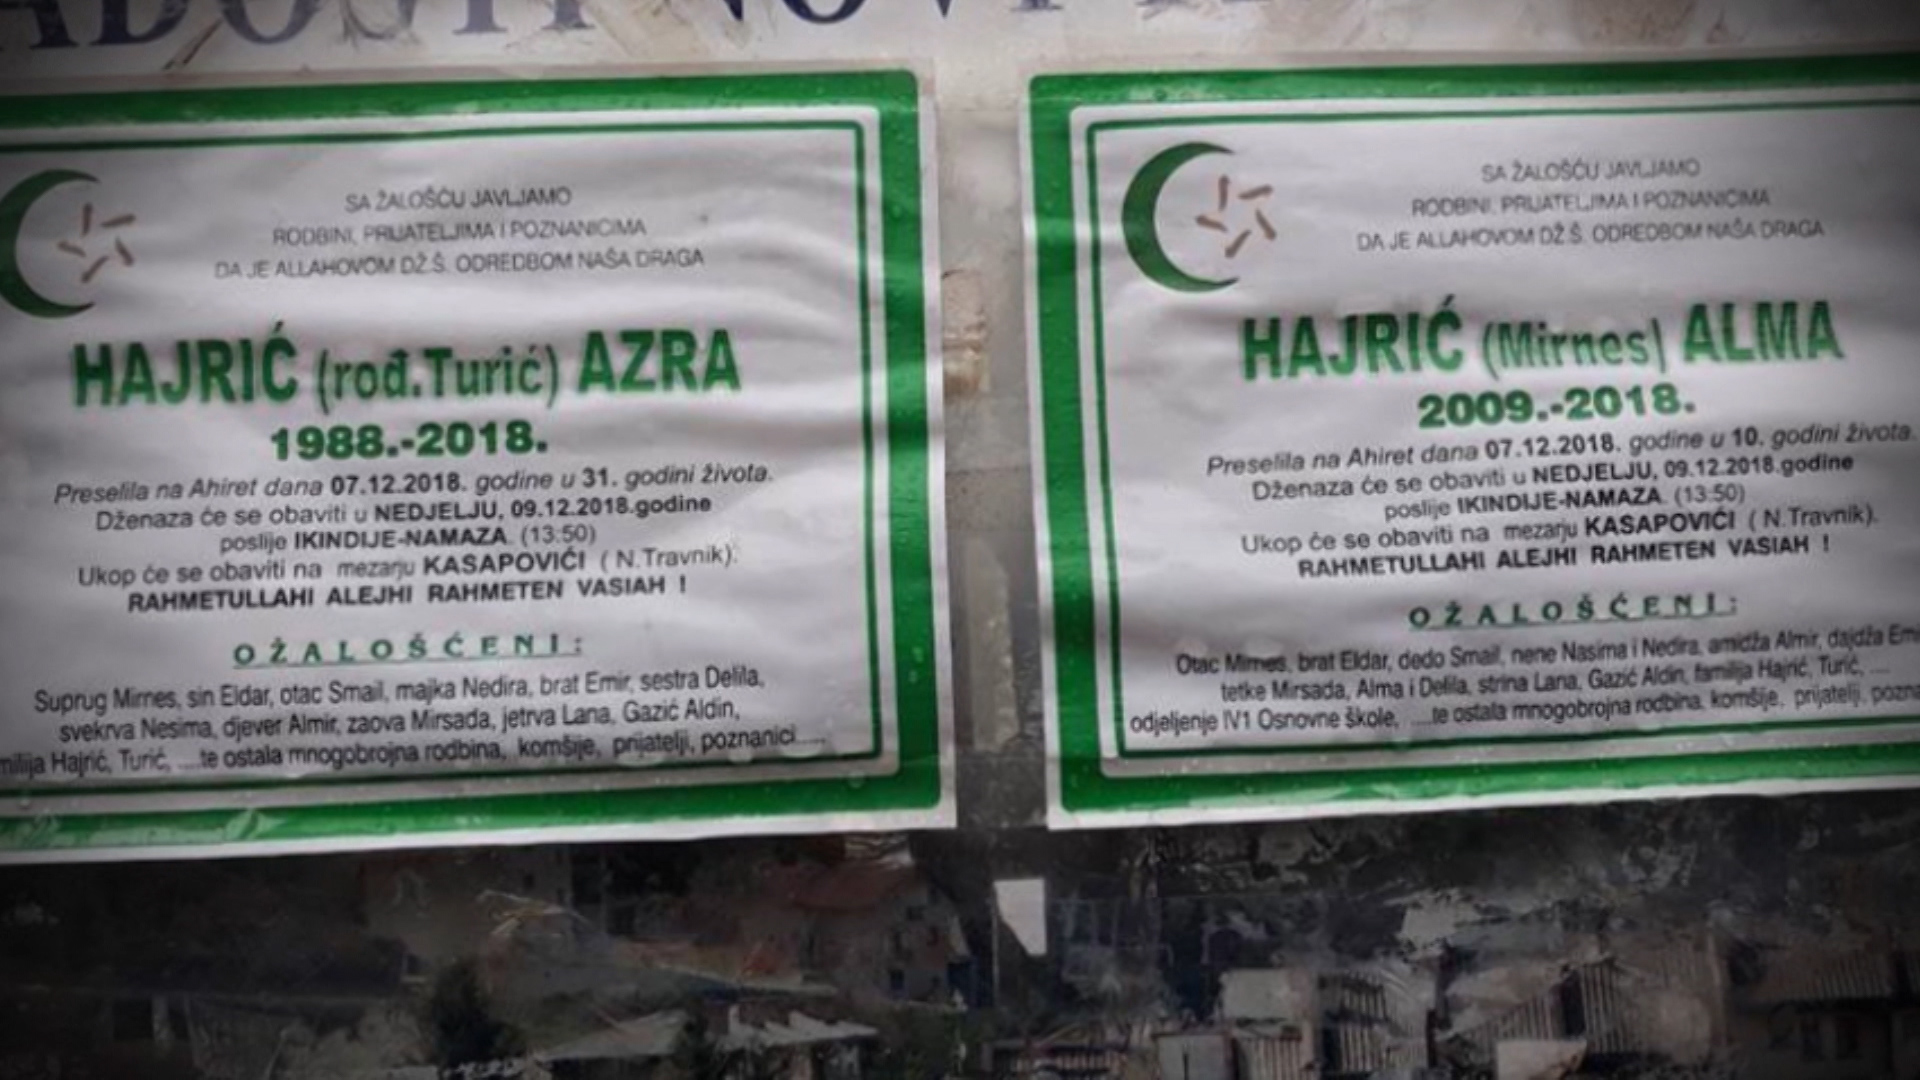 SA ŽALOŠĆU JAVLJAMO
RODBINI, PRIJATELJIMA I POZNANICIMA
DA JE ALLAHOVOM DŽ.Š. ODREDBOM NAŠA DRAGA
HAJRIĆ (rođ.Turić) AZRA
1988.-2018.
Preselila na Ahiret dana 07.12.2018. godine u 31. godini života.
Dženaza će se obaviti u NEDJELJU, 09.12.2018.godine
poslije IKINDIJE-NAMAZA. (13:50)
Ukop će se obaviti na mezarju KASAPOVIĆI ( N.Travnik).
RAHMETULLAHI ALEJHI RAHMETEN VASIAH !
OŽALOŠĆENI:
Suprug Mirnes, sin Eldar, otac Smail, majka Nedira, brat Emir, sestra Delila,
svekrva Nesima, djever Almir, zaova Mirsada, jetrva Lana, Gazić Aldin,
milija Hajrić, Turić, ....te ostala mnogobrojna rodbina, komšije, prijatelji, poznanici.....
SA ŽALOŠĆU JAVLJAMO
RODBINI, PRIJATELJIMA I POZNANICIMA
DA JE ALLAHOVOM DŽ.Š. ODREDBOM NAŠA DRAGA
HAJRIĆ (Mirnes) ALMA
2009.-2018.
Preselila na Ahiret dana 07.12.2018. godine u 10. godini života.
Dženaza će se obaviti u NEDJELJU, 09.12.2018.godine
poslije IKINDIJE-NAMAZA. (13:50)
Ukop će se obaviti na mezarju KASAPOVIĆI ( N.Travnik).
RAHMETULLAHI ALEJHI RAHMETEN VASIAH !
OŽALOŠĆENI:
Otac Mirnes, brat Eldar, dedo Smail, nene Nasima i Nedira, amidža Almir, dajdža Emi
tetke Mirsada, Alma i Delila, strina Lana, Gazić Aldin, familija Hajrić, Turić, ....
odjeljenje IV1 Osnovne škole, ....te ostala mnogobrojna rodbina, komšije, prijatelji, pozna